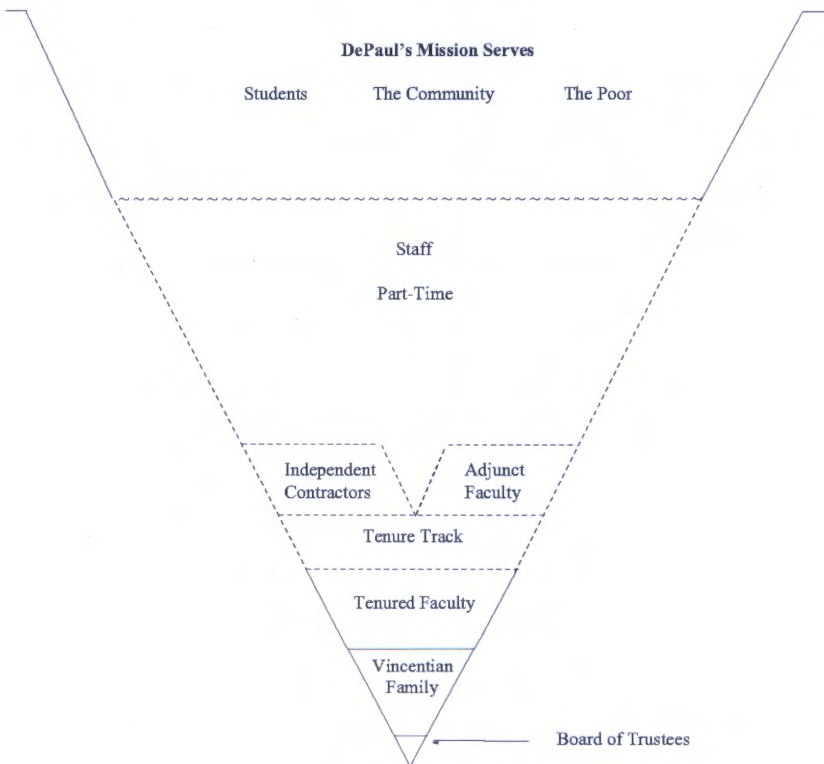 DePaul's Mission Serves
Students The Community The Poor
Staff
Part-Time
Independent Contractors
Adjunct Faculty
Tenure Track
Tenured Faculty
Vincentian
Family
Board of Trustees